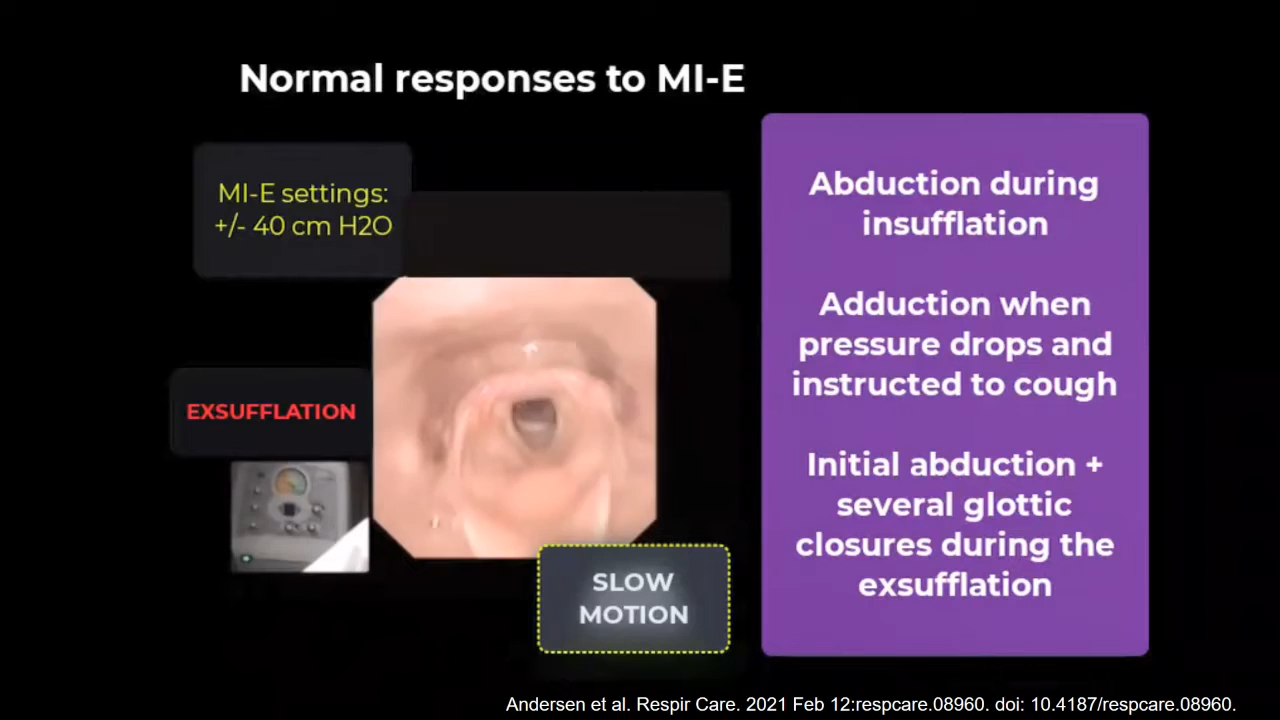 Normal responses to MI-E
MI-E settings:
+/- 40 cm H2O
EXSUFFLATION
SLOW
MOTION
Abduction during
insufflation
Adduction when
pressure drops and
instructed to cough
Initial abduction +
several glottic
closures during the
exsufflation
Andersen et al. Respir Care. 2021 Feb 12:respcare.08960. doi: 10.4187/respcare.08960.